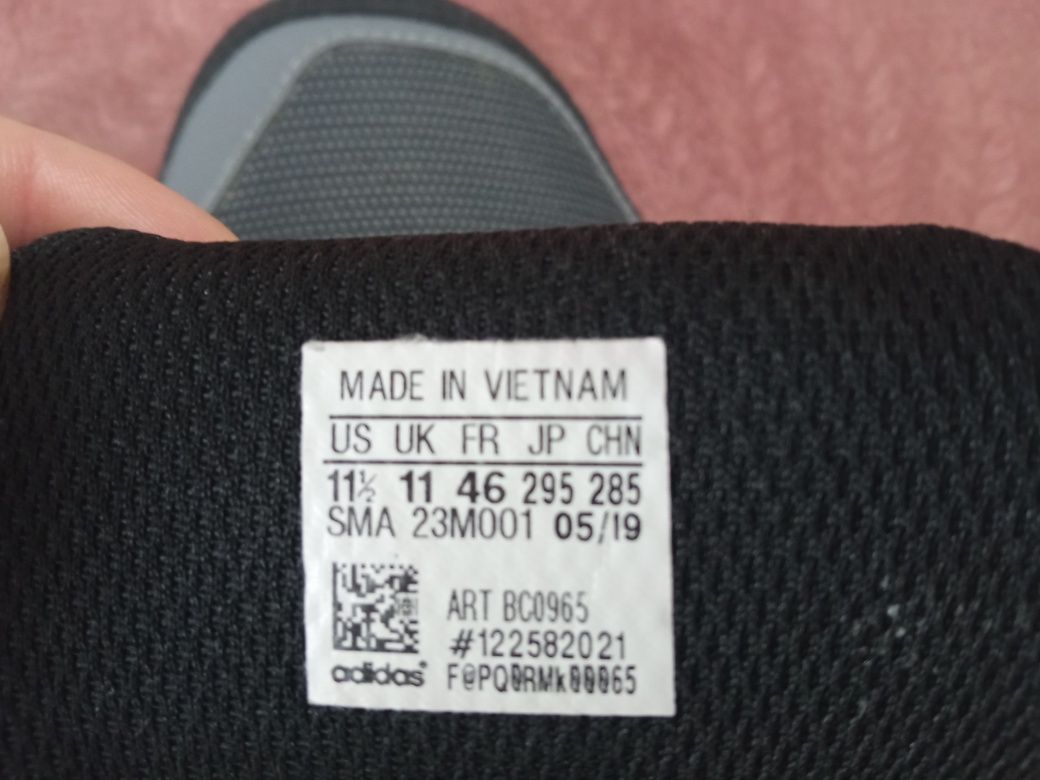 MADE IN VIETNAM
US UK FR JP CHN
11½ 11 46 295 285
SMA 23M001 05/19
ART BC0965
#122582021
adidas® F@PQ0RMk00065